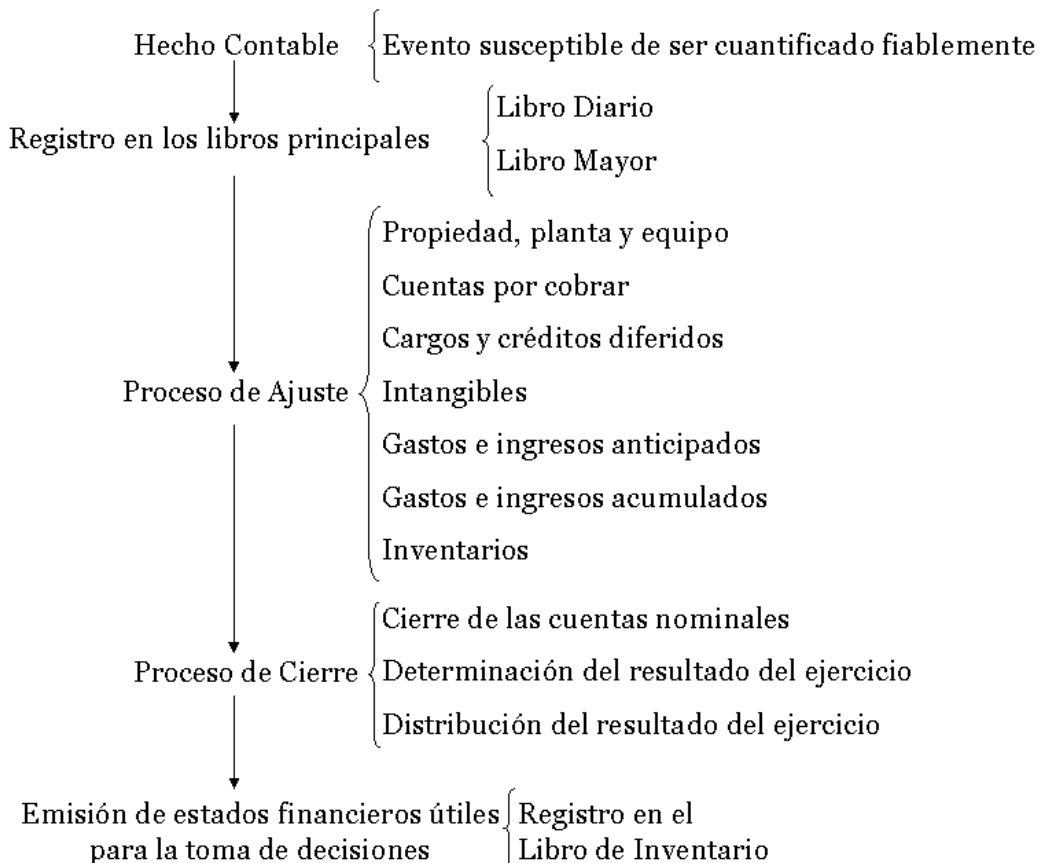 Hecho Contable
Evento susceptible de ser cuantificado fiablemente
Registro en los libros principales
Libro Diario
Libro Mayor
Proceso de Ajuste
Propiedad, planta y equipo
Cuentas por cobrar
Cargos y créditos diferidos
Intangibles
Gastos e ingresos anticipados
Gastos e ingresos acumulados
Inventarios
Proceso de Cierre
Cierre de las cuentas nominales
Determinación del resultado del ejercicio
Distribución del resultado del ejercicio
Emisión de estados financieros útiles
para la toma de decisiones
Registro en el
Libro de Inventario